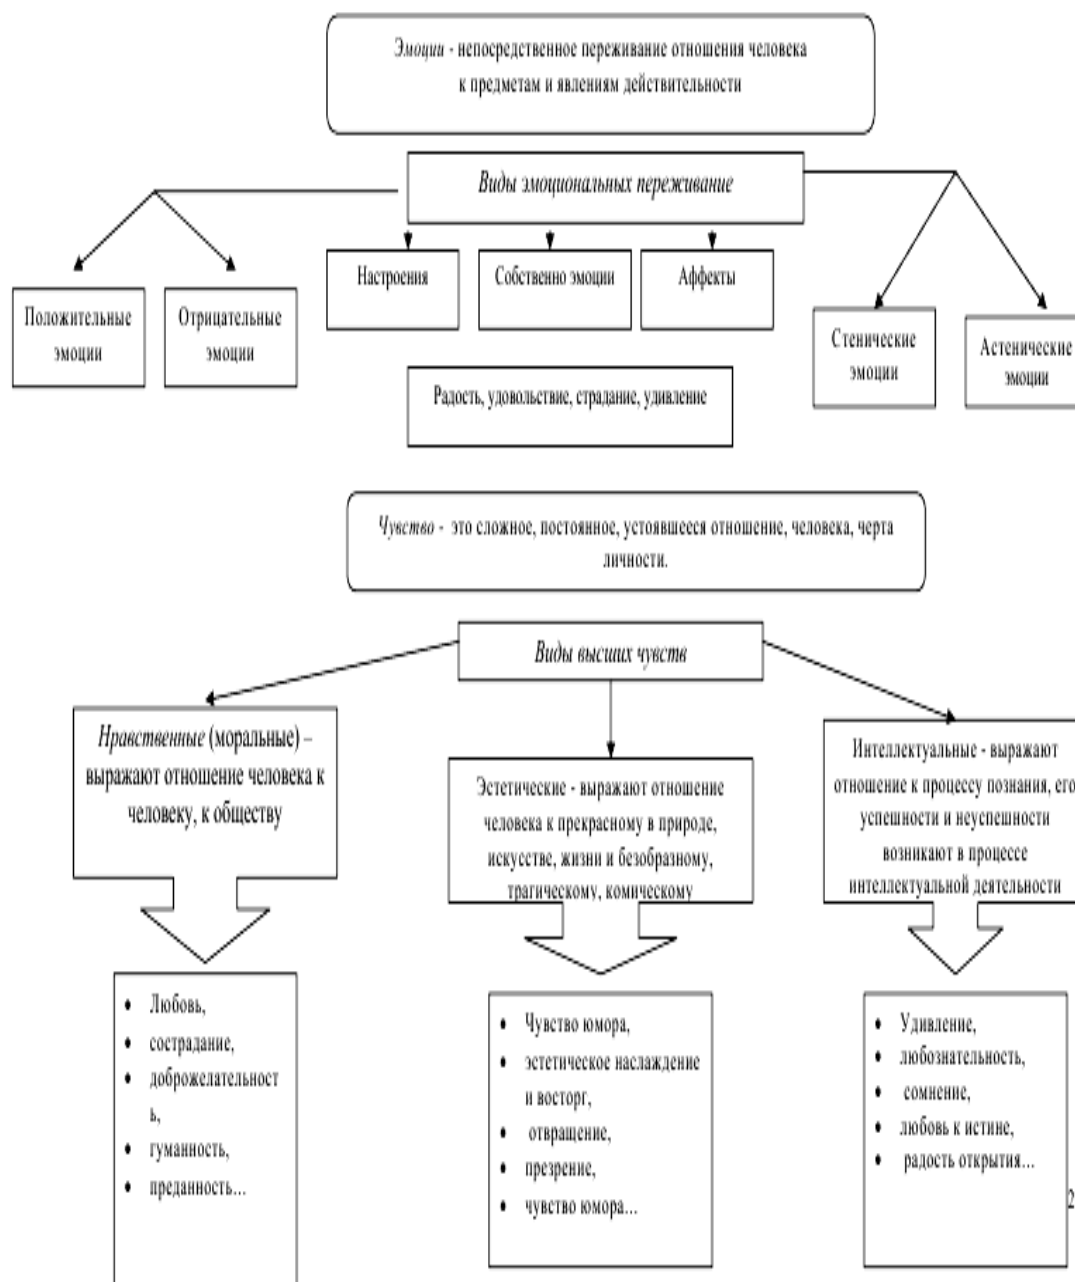 Эмоции - непосредственное переживание отношения человека
к предметам и явлениям действительности
Виды эмоциональных переживание
Настроения
Собственно эмоции
Аффекты
Положительные
эмоции
Отрицательные
эмоции
Стенические
эмоции
Астенические
эмоции
Радость, удовольствие, страдание, удивление
Чувство - это сложное, постоянное, устоявшееся отношение, человека, черта
личности.
Виды высших чувств
Нравственные (моральные) –
выражают отношение человека к
человеку, к обществу
Эстетические - выражают отношение
человека к прекрасному в природе,
искусстве, жизни и безобразному,
трагическому, комическому
Интеллектуальные - выражают
отношение к процессу познания, его
успешности и неуспешности
возникают в процессе
интеллектуальной деятельности
• Любовь,
• сострадание,
• доброжелательност
ь,
• гуманность,
• преданность...
• Чувство юмора,
• эстетическое наслаждение
и восторг,
• отвращение,
• презрение,
• чувство юмора...
• Удивление,
• любознательность,
• сомнение,
• любовь к истине,
• радость открытия...
2